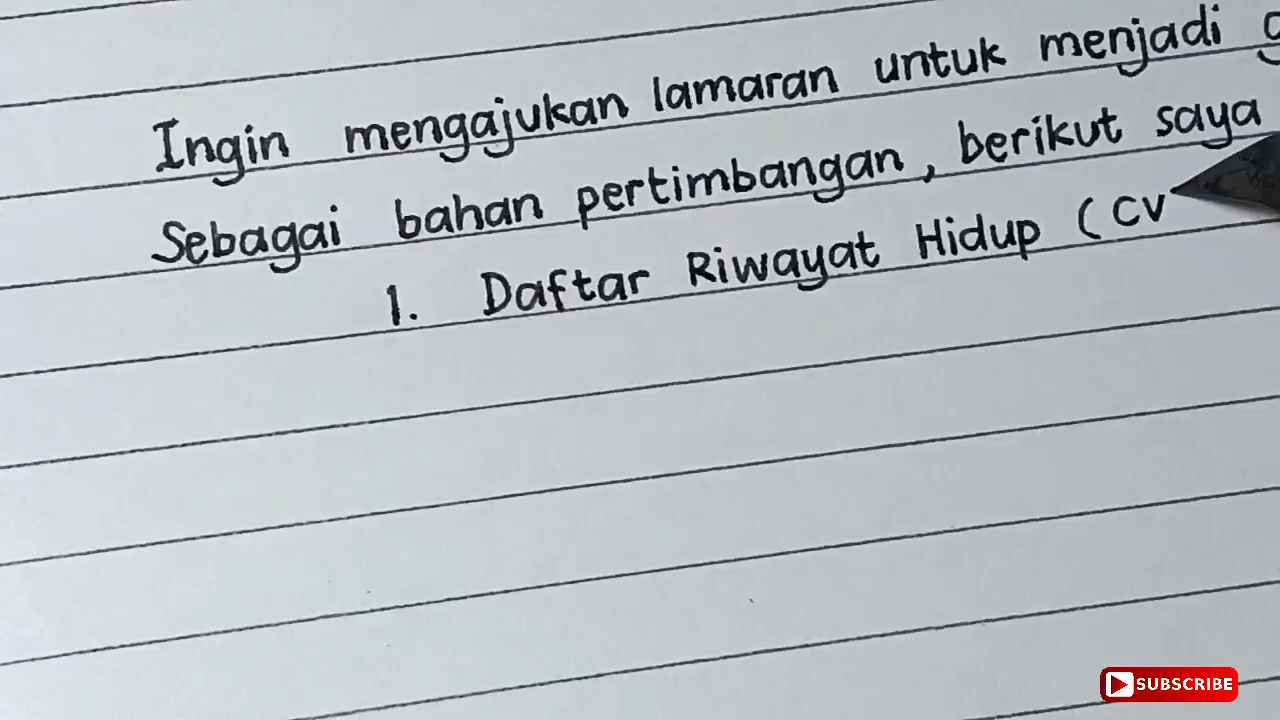 Ingin mengajukan lamaran untuk menjadi
Sebagai bahan pertimbangan, berikut saya
1. Daftar Riwayat Hidup (CV
SUBSCRIBE